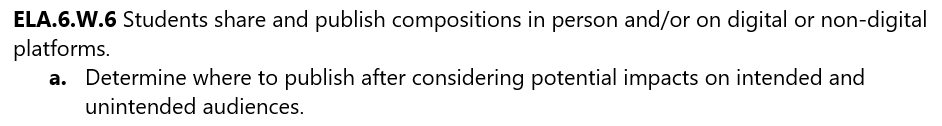 ELA.6.W.6 Students share and publish compositions in person and/or on digital or non-digital
platforms.
a. Determine where to publish after considering potential impacts on intended and
unintended audiences.